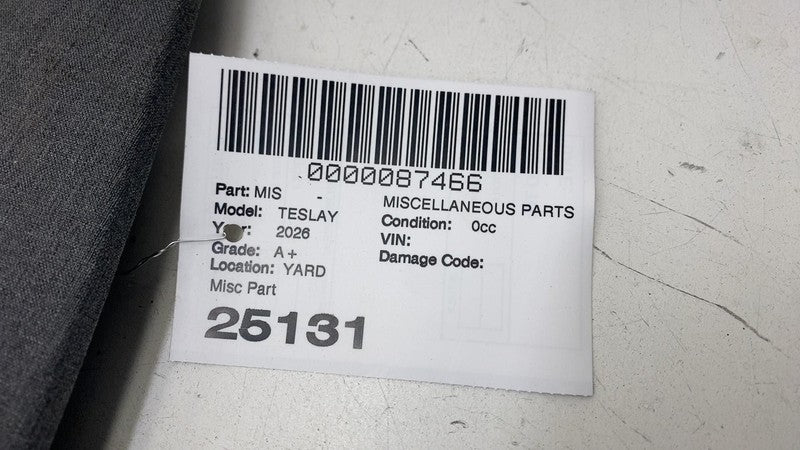 0000087466
Part: MIS - MISCELLANEOUS PARTS
Model: TESLAY Condition: 0cc
Year: 2026 VIN:
Grade: A+ Damage Code:
Location: YARD
Misc Part
25131